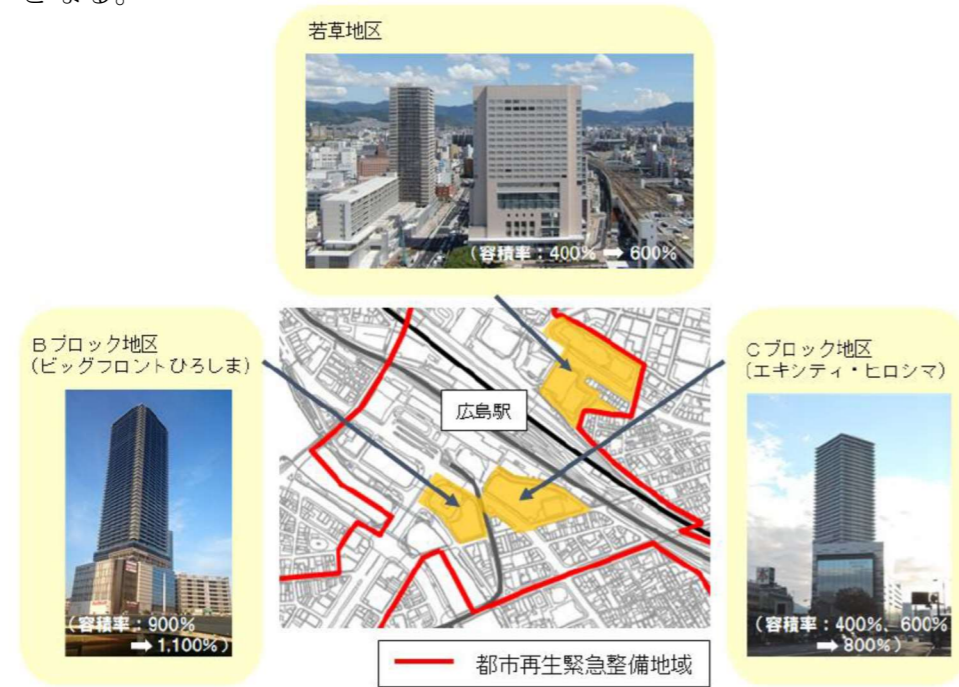 となる。
若草地区
（容積率：400% ➡ 600%
Bブロック地区
（ビッグフロントひろしま）
（容積率：900%
➡ 1,100%）
広島駅
Cブロック地区
（エキシティ・ヒロシマ）
（容積率：400%、600%
➡ 800%）
都市再生緊急整備地域